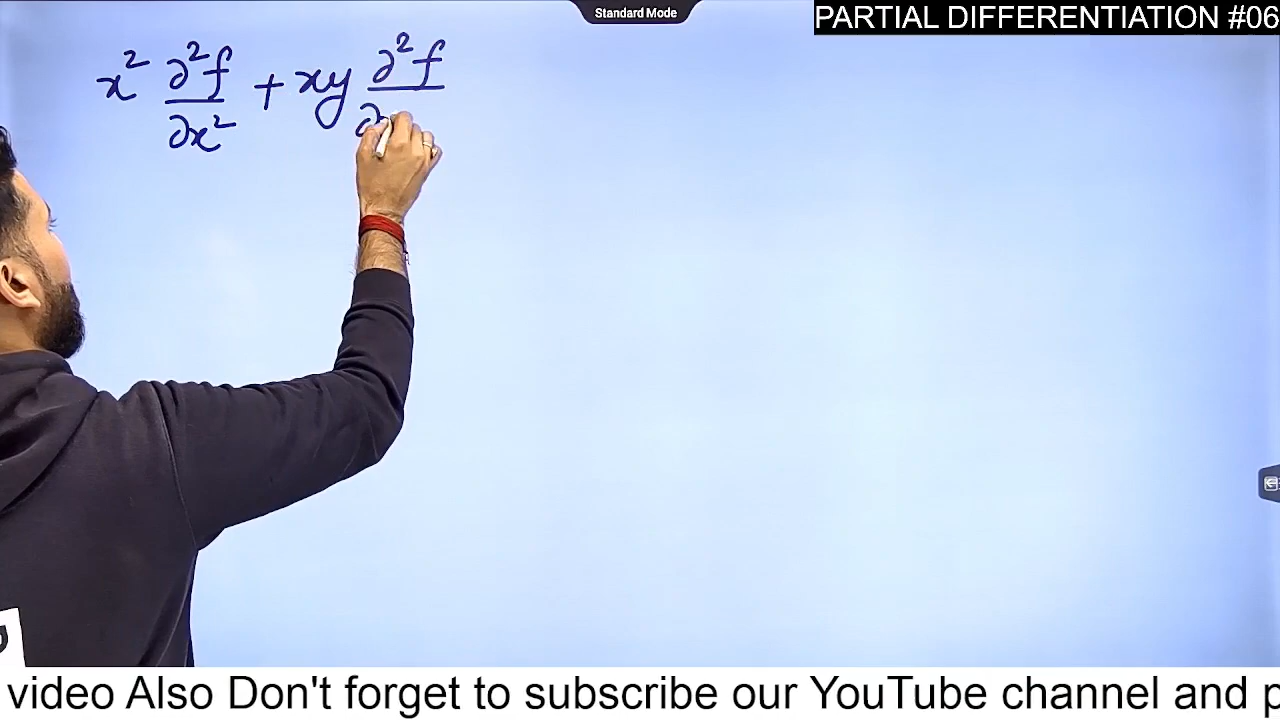 Standard Mode
PARTIAL DIFFERENTIATION #06
x² ∂²f/∂x² + xy ∂²f/∂
video Also Don't forget to subscribe our YouTube channel and p